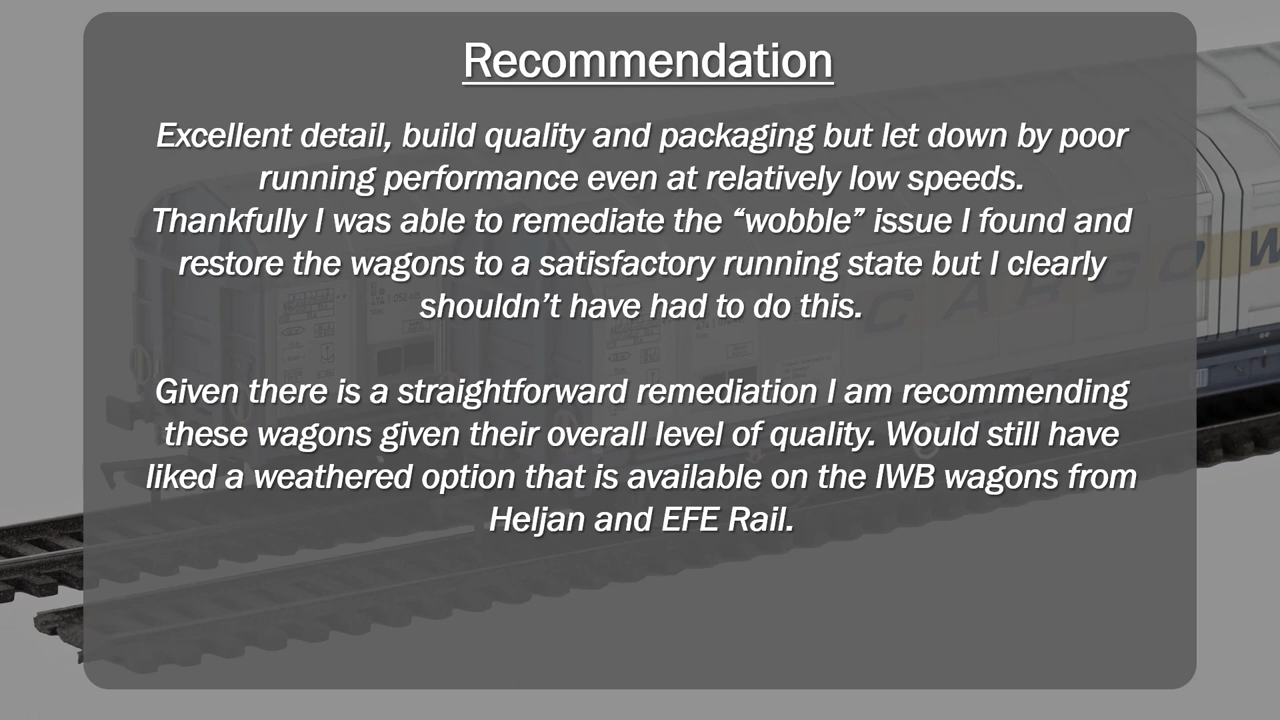 Recommendation
Excellent detail, build quality and packaging but let down by poor
running performance even at relatively low speeds.
Thankfully I was able to remediate the “wobble” issue I found and
restore the wagons to a satisfactory running state but I clearly
shouldn’t have had to do this.
Given there is a straightforward remediation I am recommending
these wagons given their overall level of quality. Would still have
liked a weathered option that is available on the IWB wagons from
Heljan and EFE Rail.
CARGO W